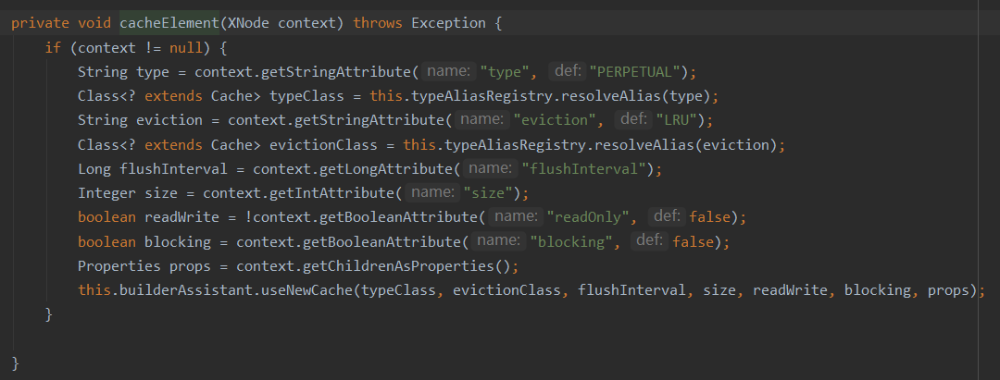 private void cacheElement(XNode context) throws Exception {
if (context != null) {
String type = context.getStringAttribute( name: "type", def: "PERPETUAL");
Class<? extends Cache> typeClass = this.typeAliasRegistry.resolveAlias(type);
String eviction = context.getStringAttribute( name: "eviction", def: "LRU");
Class<? extends Cache> evictionClass = this.typeAliasRegistry.resolveAlias(eviction);
Long flushInterval = context.getLongAttribute( name: "flushInterval");
Integer size = context.getIntAttribute( name: "size");
boolean readWrite = !context.getBooleanAttribute( name: "readOnly", def: false);
boolean blocking = context.getBooleanAttribute( name: "blocking", def: false);
Properties props = context.getChildrenAsProperties();
this.builderAssistant.useNewCache(typeClass, evictionClass, flushInterval, size, readWrite, blocking, props);
}
}